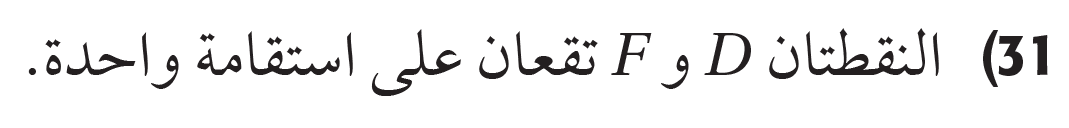 31) النقطتان D و F تقعان على استقامة واحدة.